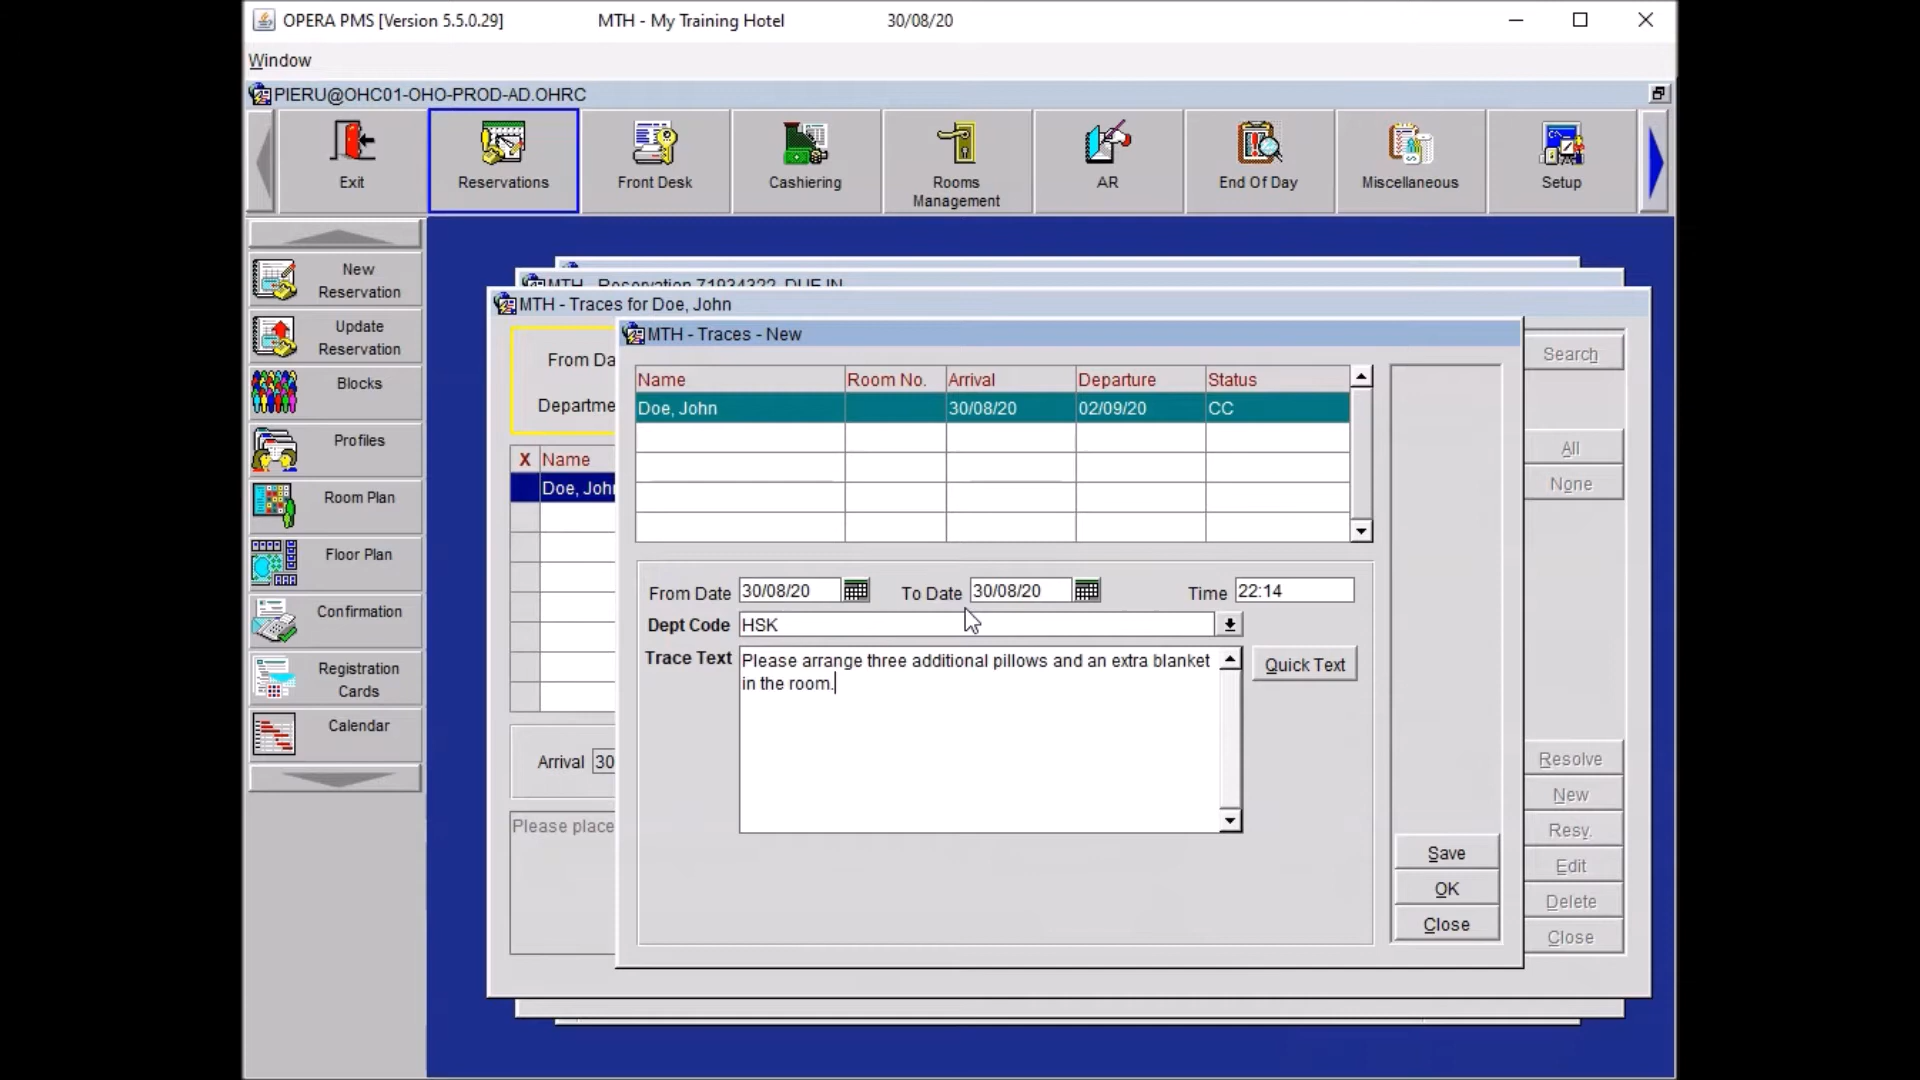 OPERA PMS [Version 5.5.0.29] MTH - My Training Hotel 30/08/20
Window
PIERU@OHC01-OHO-PROD-AD.OHRC
Exit
Reservations
Front Desk
Cashiering
Rooms
Management
AR
End Of Day
Miscellaneous
Setup
New
Reservation
Update
Reservation
Blocks
Profiles
Room Plan
Floor Plan
Confirmation
Registration
Cards
Calendar
MTH - Reservation 71934322 DUE IN
MTH - Traces for Doe, John
From Da
Departme
X Name
Doe, John
Arrival 30
Please place
MTH - Traces - New
Name Room No. Arrival Departure Status
Doe, John 30/08/20 02/09/20 CC
From Date 30/08/20 To Date 30/08/20 Time 22:14
Dept Code HSK
Trace Text Please arrange three additional pillows and an extra blanket
in the room.
Quick Text
Save
OK
Close
Search
All
None
Resolve
New
Resv.
Edit
Delete
Close